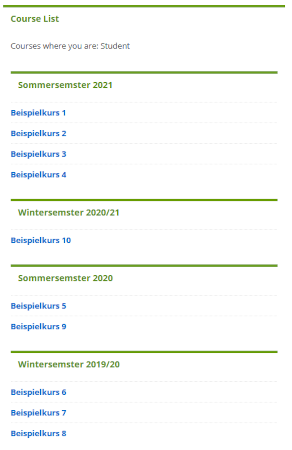 Course List
Courses where you are: Student
Sommersemster 2021
Beispielkurs 1
Beispielkurs 2
Beispielkurs 3
Beispielkurs 4
Wintersemster 2020/21
Beispielkurs 10
Sommersemster 2020
Beispielkurs 5
Beispielkurs 9
Wintersemster 2019/20
Beispielkurs 6
Beispielkurs 7
Beispielkurs 8